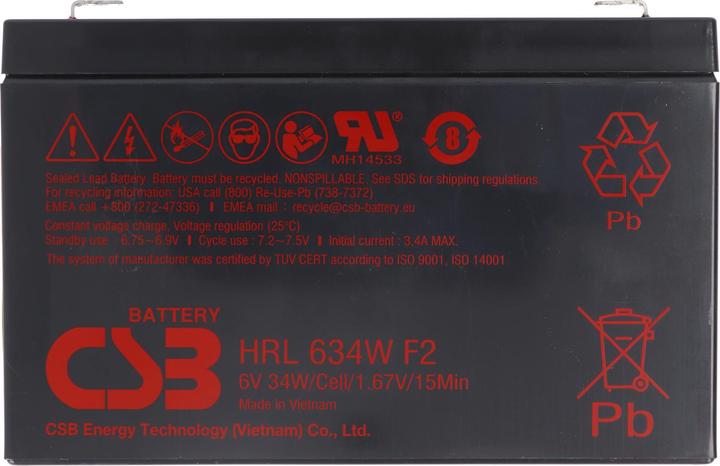 MH14533
8
Sealed Lead Battery. Battery must be recycled. NONSPILLABLE. See SDS for shipping regulations.
For recycling information: USA call (800) Re-Use-Pb (738-7372)
EMEA call +800 (272-47336) | EMEA mail : recycle@csb-battery.eu
Constant voltage charge, Voltage regulation (25°C)
Standby use : 6.75~6.9V | Cycle use : 7.2~7.5V | Initial current : 3.4A MAX.
The system of manufacturer was certified by TUV CERT according to ISO 9001, ISO 14001
Pb
BATTERY
CSB
HRL 634W F2
6V 34W/Cell/1.67V/15Min
Made in Vietnam
CSB Energy Technology (Vietnam) Co., Ltd.
Pb